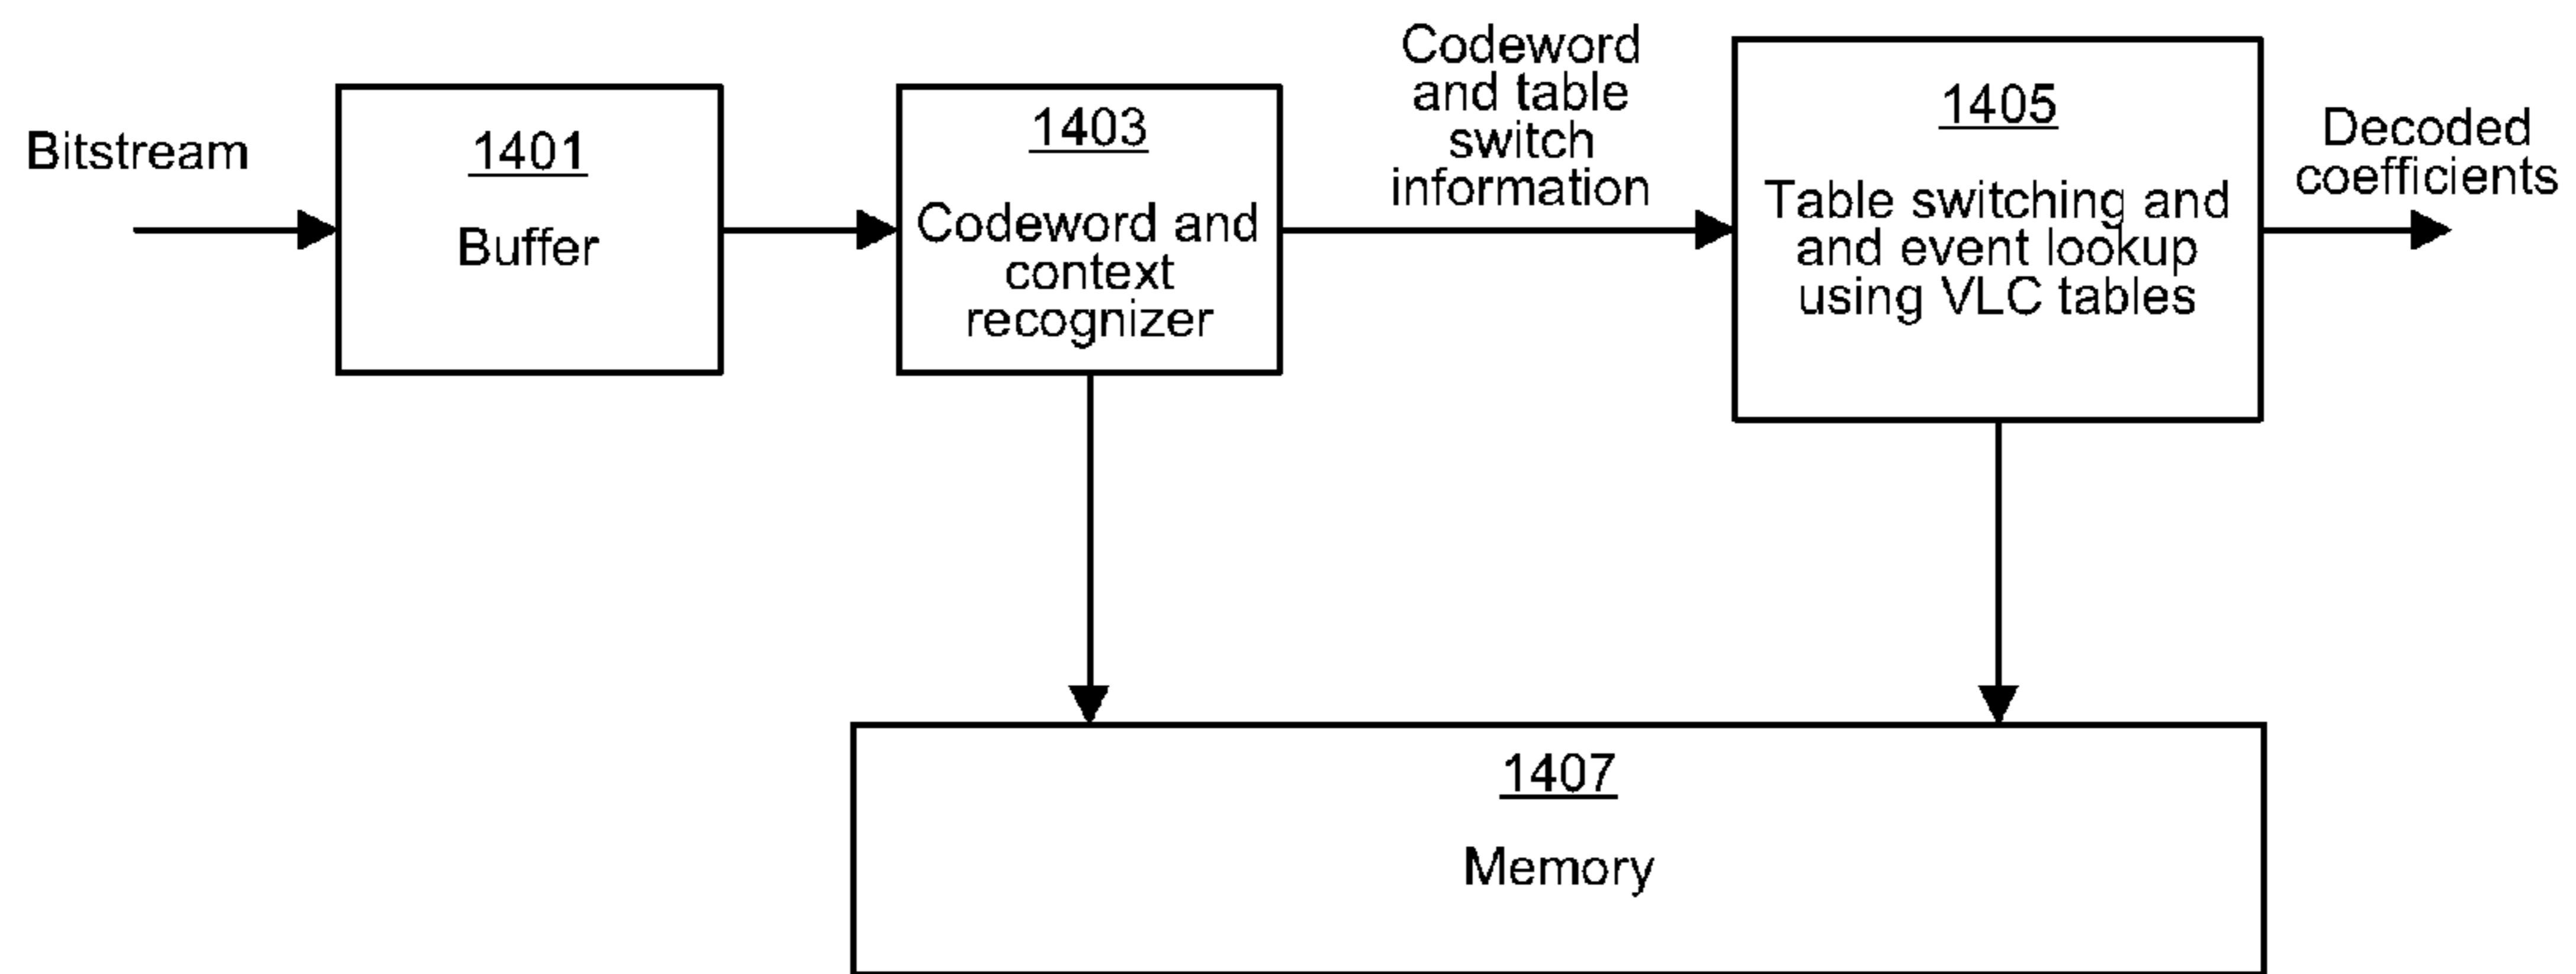 Bitstream
1401
Buffer
1403
Codeword and
context
recognizer
Codeword
and table
switch
information
1405
Table switching and
and event lookup
using VLC tables
Decoded
coefficients
1407
Memory